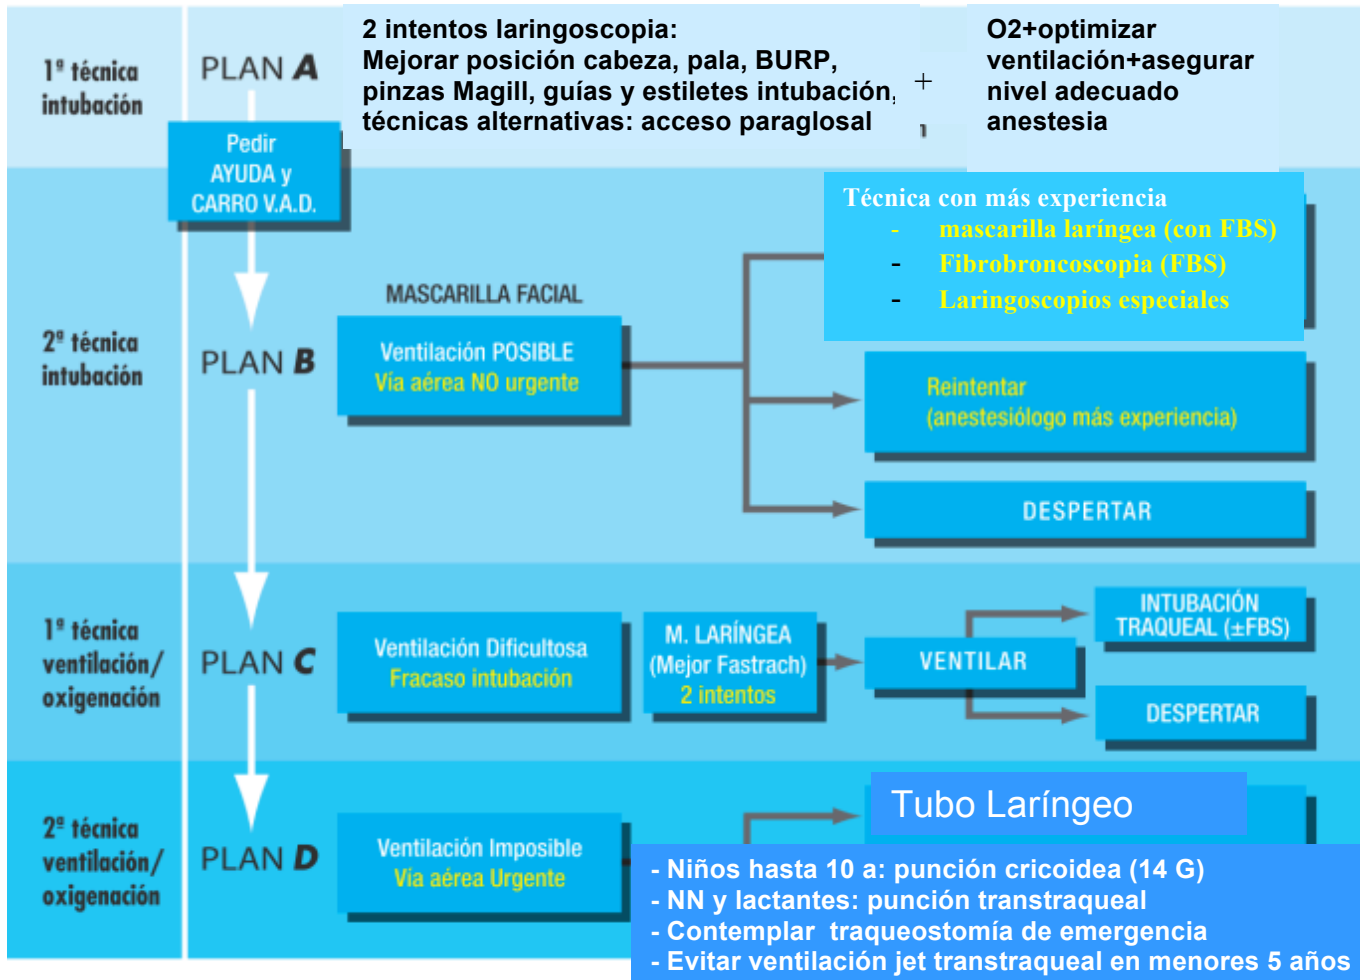 1ª técnica
intubación
PLAN A
2 intentos laringoscopia:
Mejorar posición cabeza, pala, BURP,
pinzas Magill, guías y estiletes intubación,
técnicas alternativas: acceso paraglosal
+
O2+optimizar
ventilación+asegurar
nivel adecuado
anestesia
Pedir
AYUDA y
CARRO V.A.D.
2ª técnica
intubación
PLAN B
MASCARILLA FACIAL
Ventilación POSIBLE
Vía aérea NO urgente
Técnica con más experiencia
- mascarilla laríngea (con FBS)
- Fibrobroncoscopia (FBS)
- Laringoscopios especiales
Reintentar
(anestesiólogo más experiencia)
DESPERTAR
1ª técnica
ventilación/
oxigenación
PLAN C
Ventilación Dificultosa
Fracaso intubación
M. LARÍNGEA
(Mejor Fastrach)
2 intentos
VENTILAR
INTUBACIÓN
TRAQUEAL (±FBS)
DESPERTAR
2ª técnica
ventilación/
oxigenación
PLAN D
Ventilación Imposible
Vía aérea Urgente
Tubo Laríngeo
- Niños hasta 10 a: punción cricoidea (14 G)
- NN y lactantes: punción transtraqueal
- Contemplar traqueostomía de emergencia
- Evitar ventilación jet transtraqueal en menores 5 años